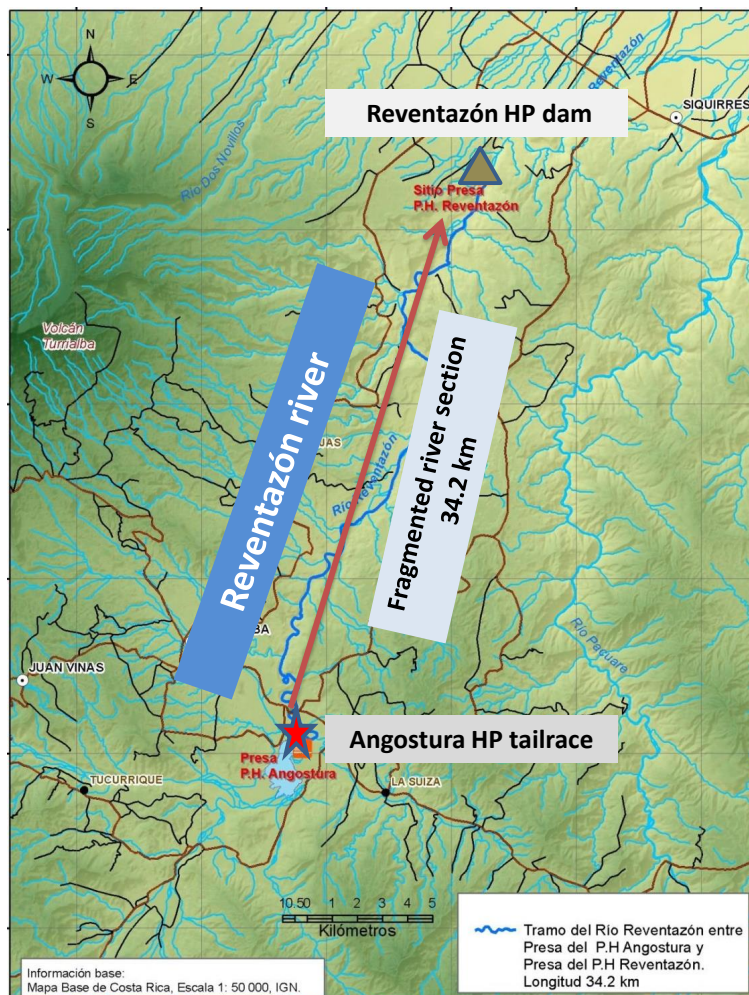 N
W E
S
Reventazón HP dam
Reventazón
SIQUIRRES
Río Dos Novillos
Sitio Presa
P.H. Reventazón
Volcán
Turrialba
Reventazón river
Fragmented river section
34.2 km
JAS
Río Reventazón
BA
Río Pacuare
JUAN VIÑAS
Angostura HP tailrace
Presa
P.H. Angostura
TUCURRIQUE
LA SUIZA
10.50 1 2 3 4 5
Kilómetros
Tramo del Río Reventazón entre
Presa del P.H Angostura y
Presa del P.H Reventazón.
Longitud 34.2 km
Información base:
Mapa Base de Costa Rica, Escala 1: 50 000, IGN.